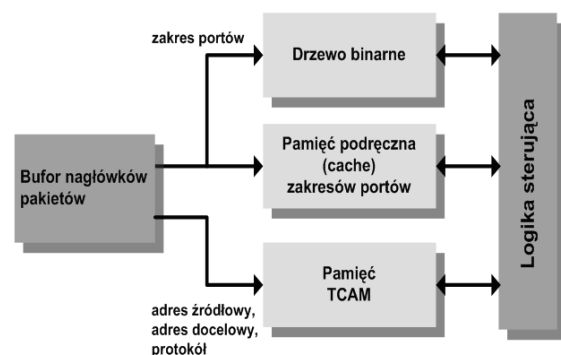 zakres portów
Drzewo binarne
Bufor nagłówków
pakietów
Pamięć podręczna
(cache)
zakresów portów
Pamięć
TCAM
adres źródłowy,
adres docelowy,
protokół
Logika sterująca